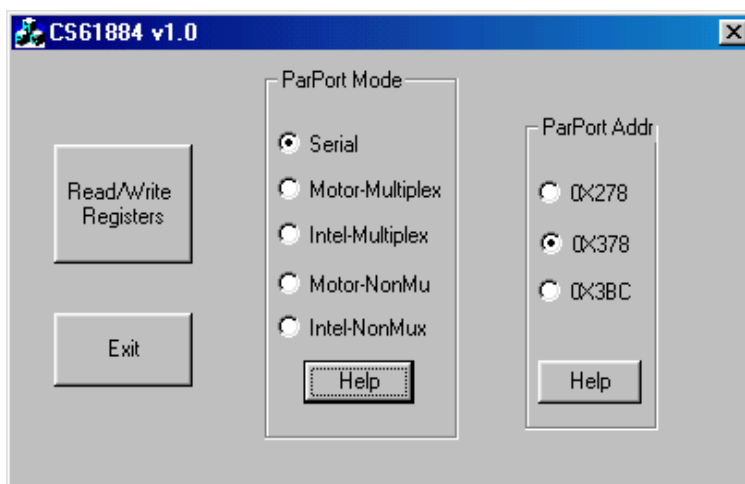 CS61884 v1.0
ParPort Mode
Serial
Motor-Multiplex
Intel-Multiplex
Motor-NonMu
Intel-NonMux
Help
ParPort Addr
0X278
0X378
0X3BC
Help
Read/Write
Registers
Exit